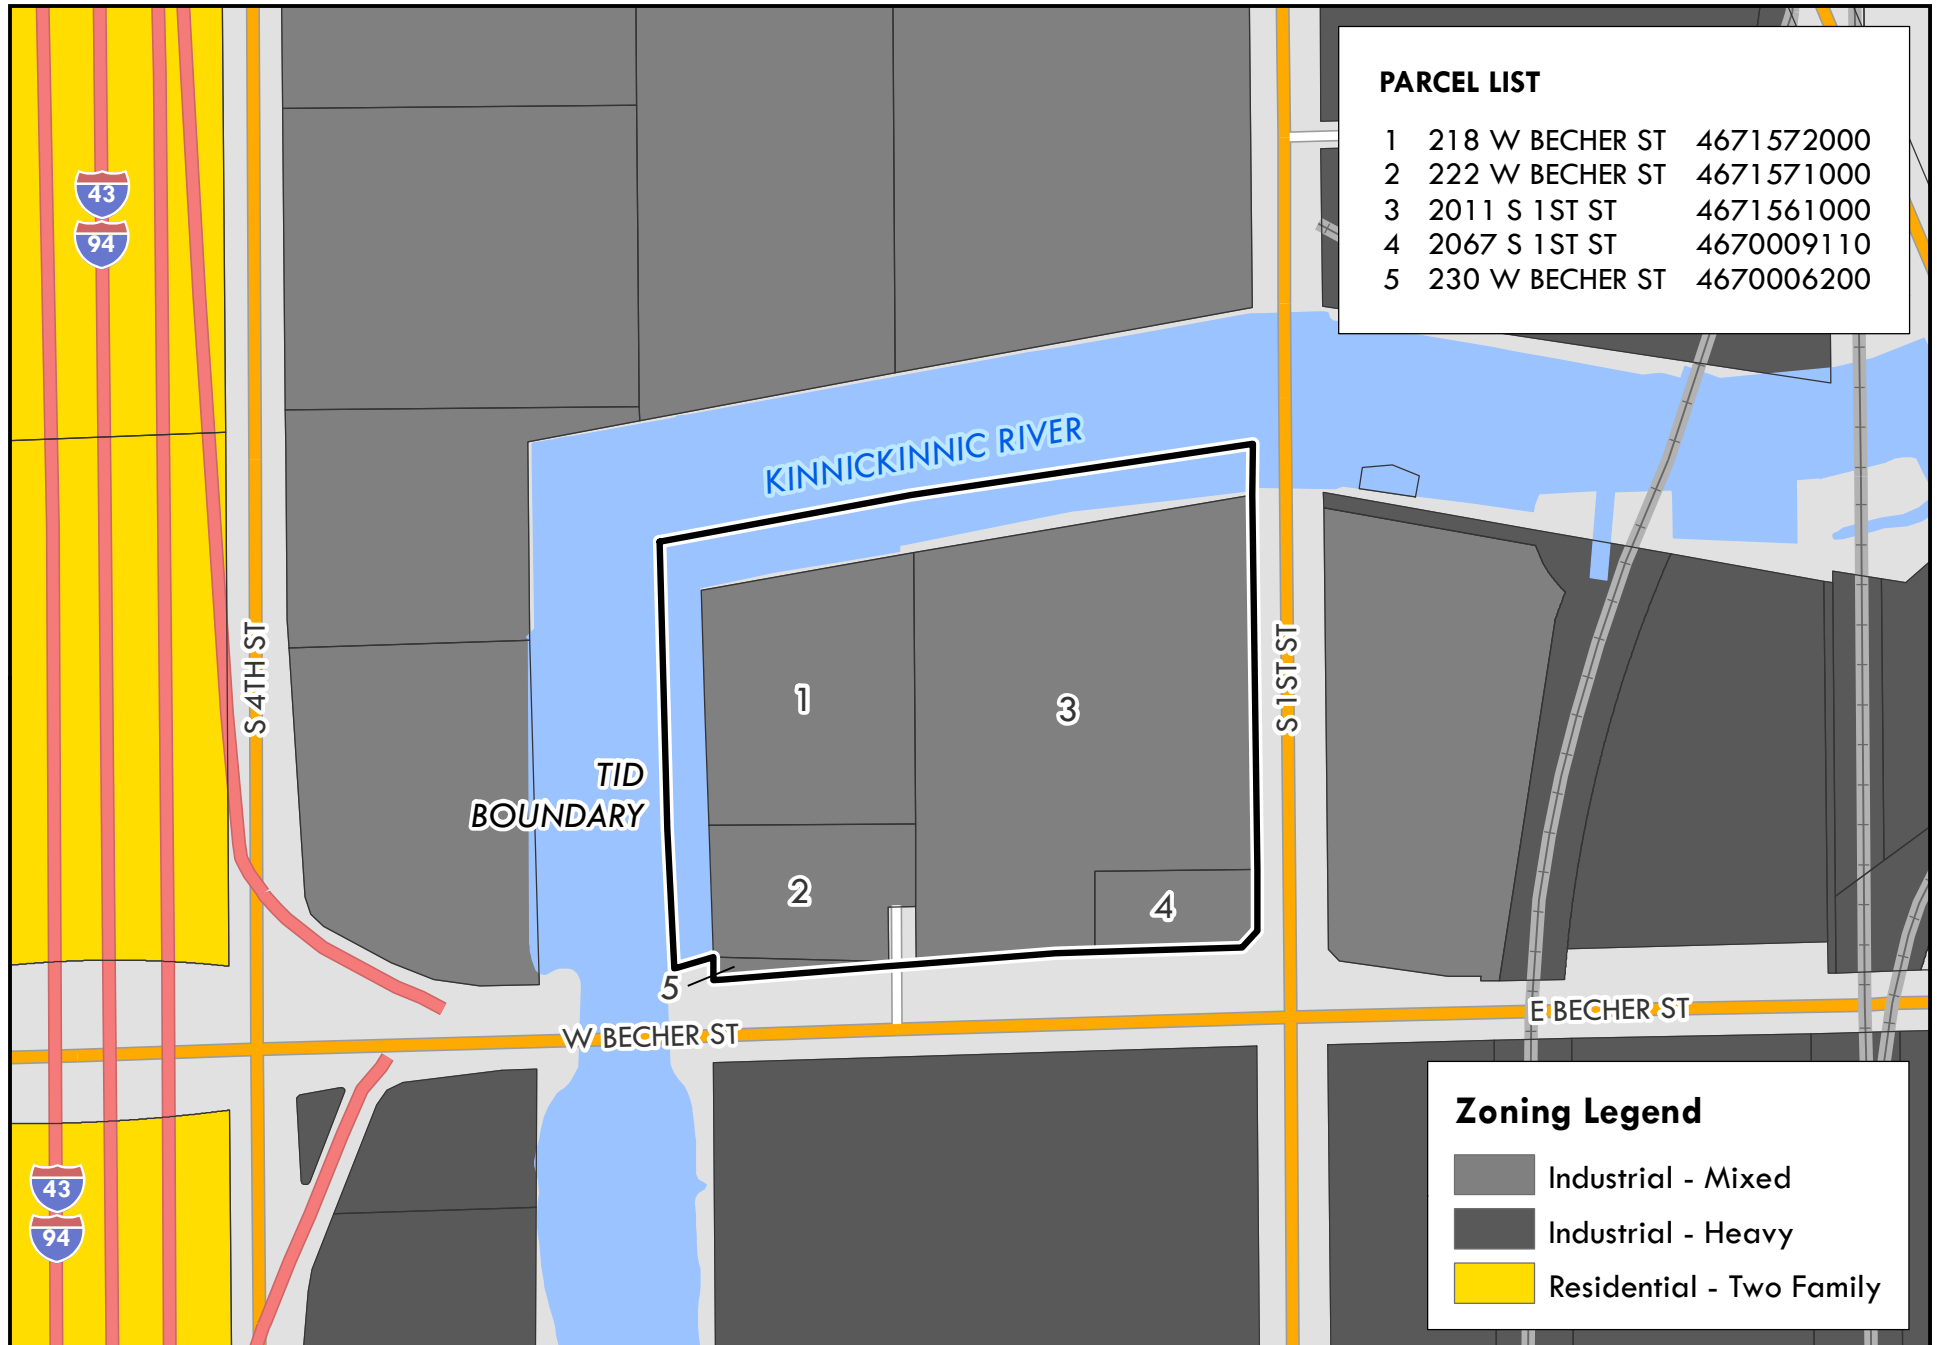 PARCEL LIST
1 218 W BECHER ST 4671572000
2 222 W BECHER ST 4671571000
3 2011 S 1ST ST 4671561000
4 2067 S 1ST ST 4670009110
5 230 W BECHER ST 4670006200
43
94
KINNICKINNIC RIVER
S 4TH ST
S 1ST ST
1
3
TID
BOUNDARY
2
4
5
W BECHER ST
E BECHER ST
43
94
Zoning Legend
Industrial - Mixed
Industrial - Heavy
Residential - Two Family